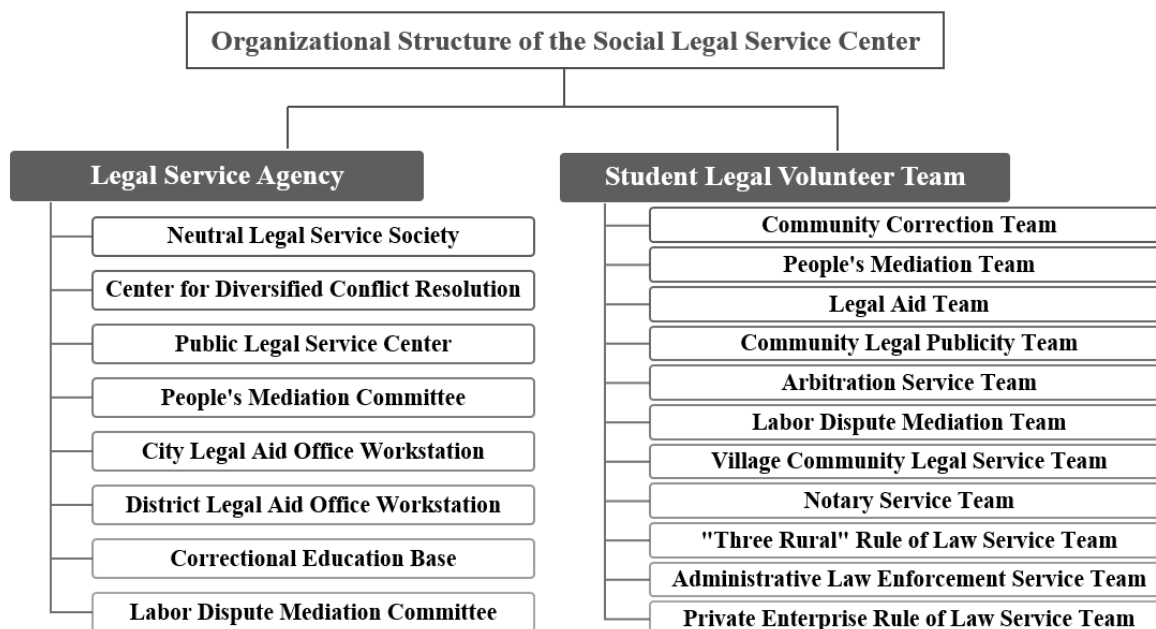 Organizational Structure of the Social Legal Service Center
Legal Service Agency
Neutral Legal Service Society
Center for Diversified Conflict Resolution
Public Legal Service Center
People's Mediation Committee
City Legal Aid Office Workstation
District Legal Aid Office Workstation
Correctional Education Base
Labor Dispute Mediation Committee
Student Legal Volunteer Team
Community Correction Team
People's Mediation Team
Legal Aid Team
Community Legal Publicity Team
Arbitration Service Team
Labor Dispute Mediation Team
Village Community Legal Service Team
Notary Service Team
"Three Rural" Rule of Law Service Team
Administrative Law Enforcement Service Team
Private Enterprise Rule of Law Service Team